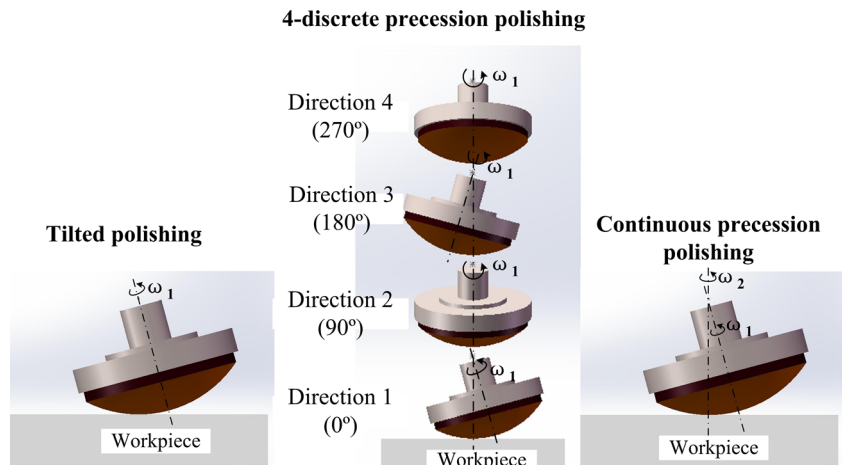 4-discrete precession polishing
ω 1
Direction 4
(270º)
ω 1
Direction 3
(180º)
Tilted polishing
Continuous precession
polishing
ω 1
ω 2
ω 1
Direction 2
(90º)
ω 1
ω 1
Direction 1
(0º)
Workpiece
Workpiece
Workpiece